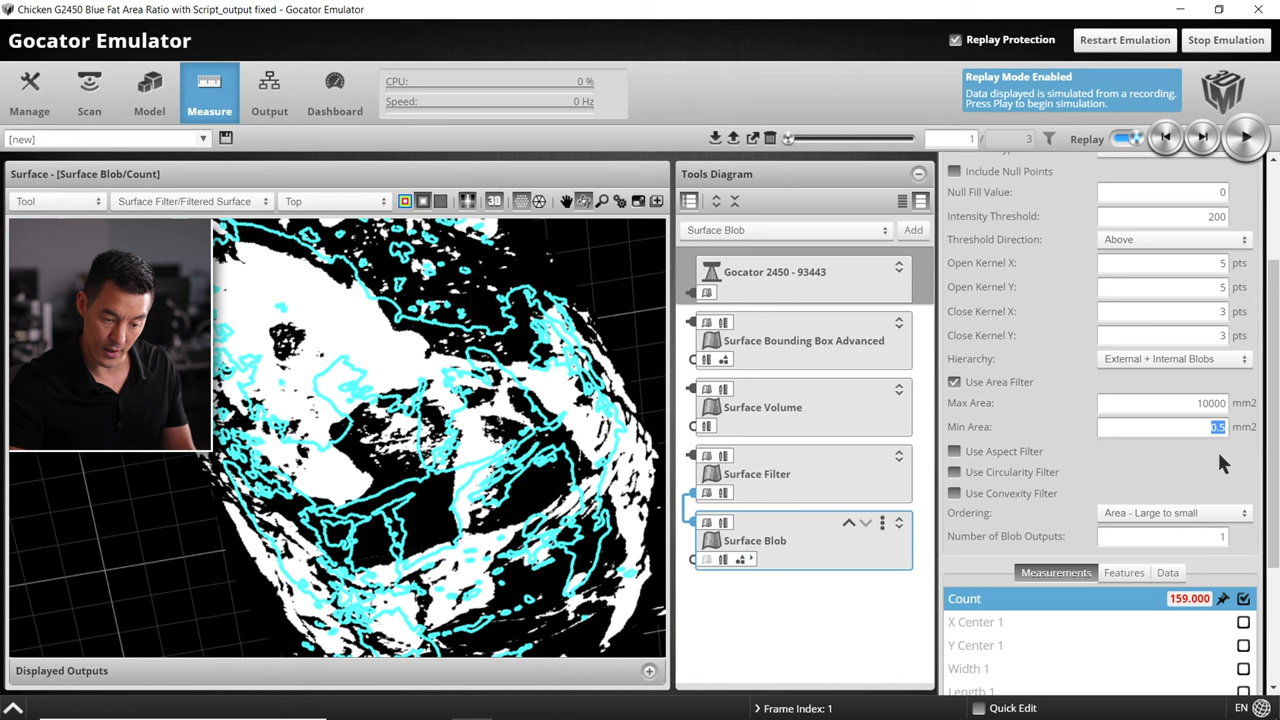 Chicken G2450 Blue Fat Area Ratio with Script_output fixed - Gocator Emulator
Gocator Emulator
Replay Protection
Restart Emulation
Stop Emulation
Manage
Scan
Model
Measure
Output
Dashboard
CPU: 0 %
Speed: 0 Hz
Replay Mode Enabled
Data displayed is simulated from a recording.
Press Play to begin simulation.
[new]
1 / 3
Replay
Surface - [Surface Blob/Count]
Tool
Surface Filter/Filtered Surface
Top
3D
Displayed Outputs
Tools Diagram
Surface Blob
Add
Gocator 2450 - 93443
Surface Bounding Box Advanced
Surface Volume
Surface Filter
Surface Blob
Include Null Points
Null Fill Value: 0
Intensity Threshold: 200
Threshold Direction: Above
Open Kernel X: 5 pts
Open Kernel Y: 5 pts
Close Kernel X: 3 pts
Close Kernel Y: 3 pts
Hierarchy: External + Internal Blobs
Use Area Filter
Max Area: 10000 mm2
Min Area: 0.5 mm2
Use Aspect Filter
Use Circularity Filter
Use Convexity Filter
Ordering: Area - Large to small
Number of Blob Outputs: 1
Measurements
Features
Data
Count 159.000
X Center 1
Y Center 1
Width 1
Length 1
Frame Index: 1
Quick Edit
EN